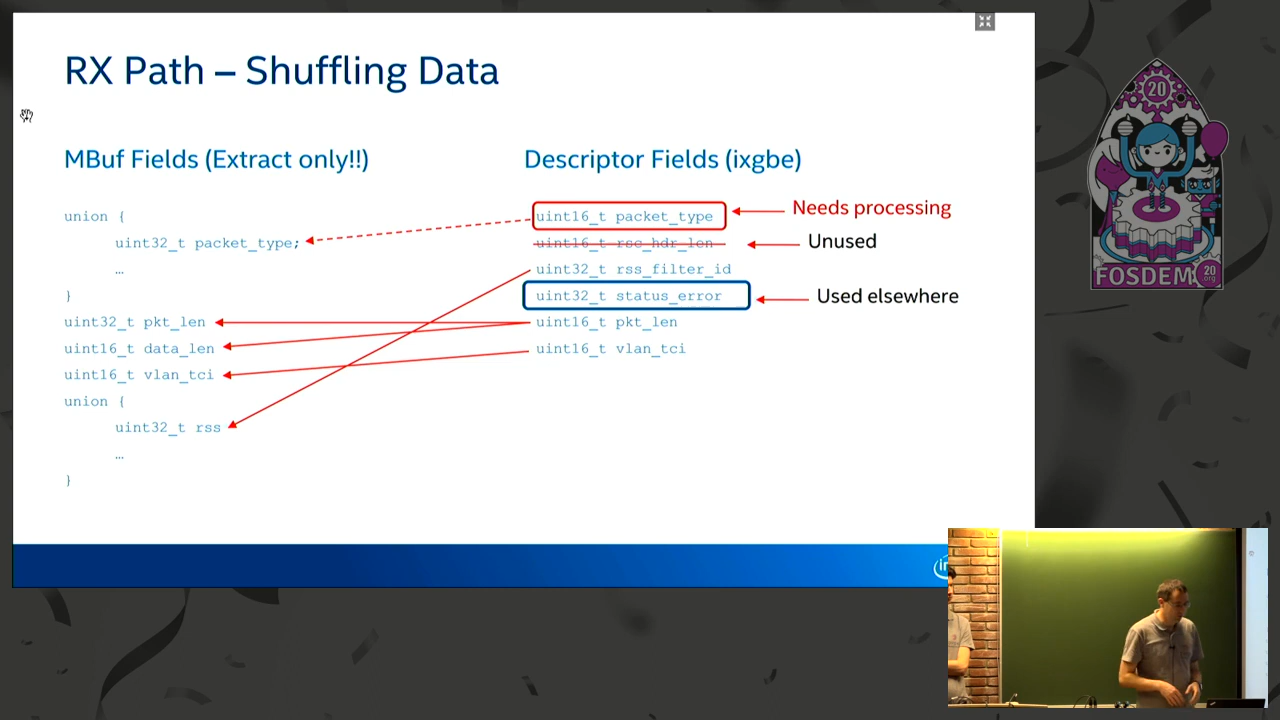 RX Path – Shuffling Data
MBuf Fields (Extract only!!)
union {
uint32_t packet_type;
…
}
uint32_t pkt_len
uint16_t data_len
uint16_t vlan_tci
union {
uint32_t rss
…
}
Descriptor Fields (ixgbe)
uint16_t packet_type
Needs processing
uint16_t rsc_hdr_len
Unused
uint32_t rss_filter_id
uint32_t status_error
Used elsewhere
uint16_t pkt_len
uint16_t vlan_tci
20
FOSDEM
20
.org